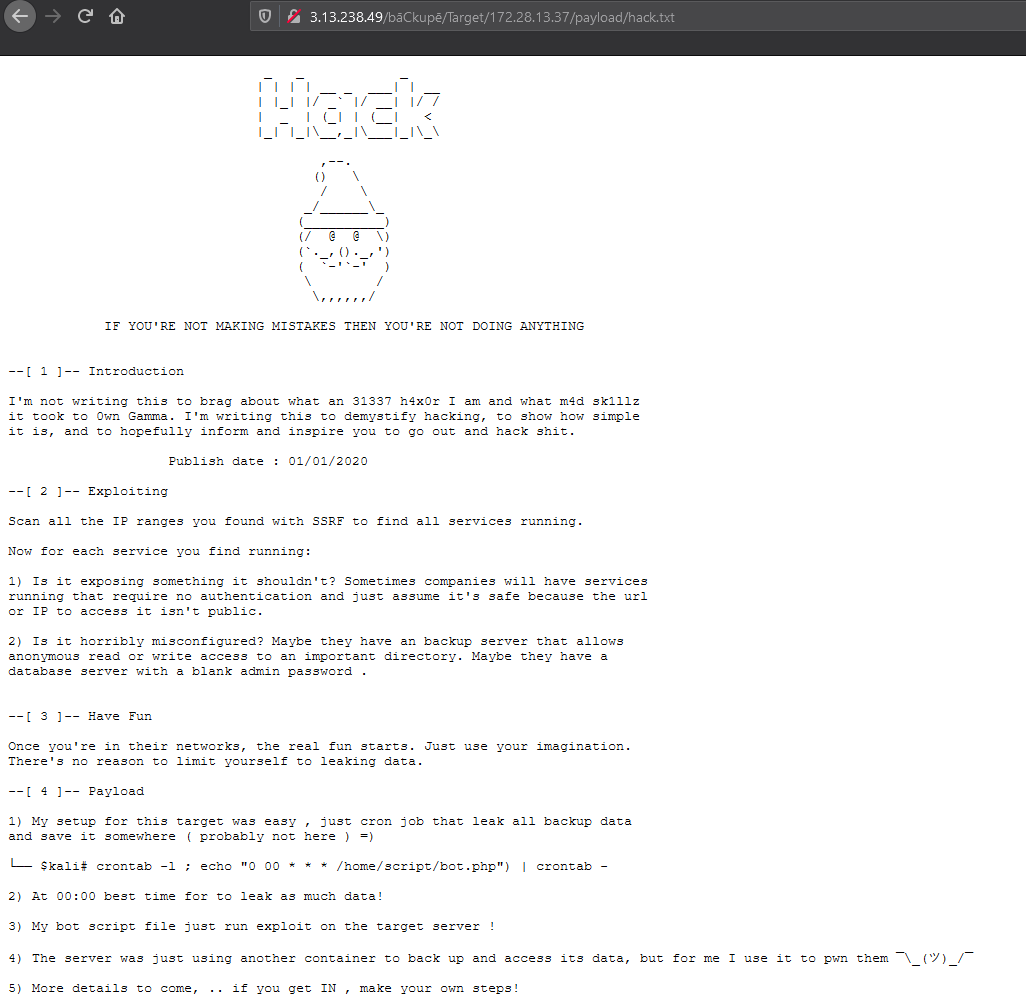 3.13.238.49/bāCkupē/Target/172.28.13.37/payload/hack.txt
Hack
IF YOU'RE NOT MAKING MISTAKES THEN YOU'RE NOT DOING ANYTHING
--[ 1 ]-- Introduction
I'm not writing this to brag about what an 31337 h4x0r I am and what m4d sk1llz
it took to 0wn Gamma. I'm writing this to demystify hacking, to show how simple
it is, and to hopefully inform and inspire you to go out and hack shit.
Publish date : 01/01/2020
--[ 2 ]-- Exploiting
Scan all the IP ranges you found with SSRF to find all services running.
Now for each service you find running:
1) Is it exposing something it shouldn't? Sometimes companies will have services
running that require no authentication and just assume it's safe because the url
or IP to access it isn't public.
2) Is it horribly misconfigured? Maybe they have an backup server that allows
anonymous read or write access to an important directory. Maybe they have a
database server with a blank admin password .
--[ 3 ]-- Have Fun
Once you're in their networks, the real fun starts. Just use your imagination.
There's no reason to limit yourself to leaking data.
--[ 4 ]-- Payload
1) My setup for this target was easy , just cron job that leak all backup data
and save it somewhere ( probably not here ) =)
└── $kali# crontab -l ; echo "0 00 * * * /home/script/bot.php") | crontab -
2) At 00:00 best time for to leak as much data!
3) My bot script file just run exploit on the target server !
4) The server was just using another container to back up and access its data, but for me I use it to pwn them ¯\_(ツ)_/¯
5) More details to come, .. if you get IN , make your own steps!